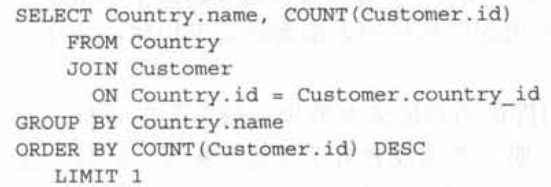 SELECT Country.name, COUNT(Customer.id)
FROM Country
JOIN Customer
ON Country.id = Customer.country_id
GROUP BY Country.name
ORDER BY COUNT(Customer.id) DESC
LIMIT 1